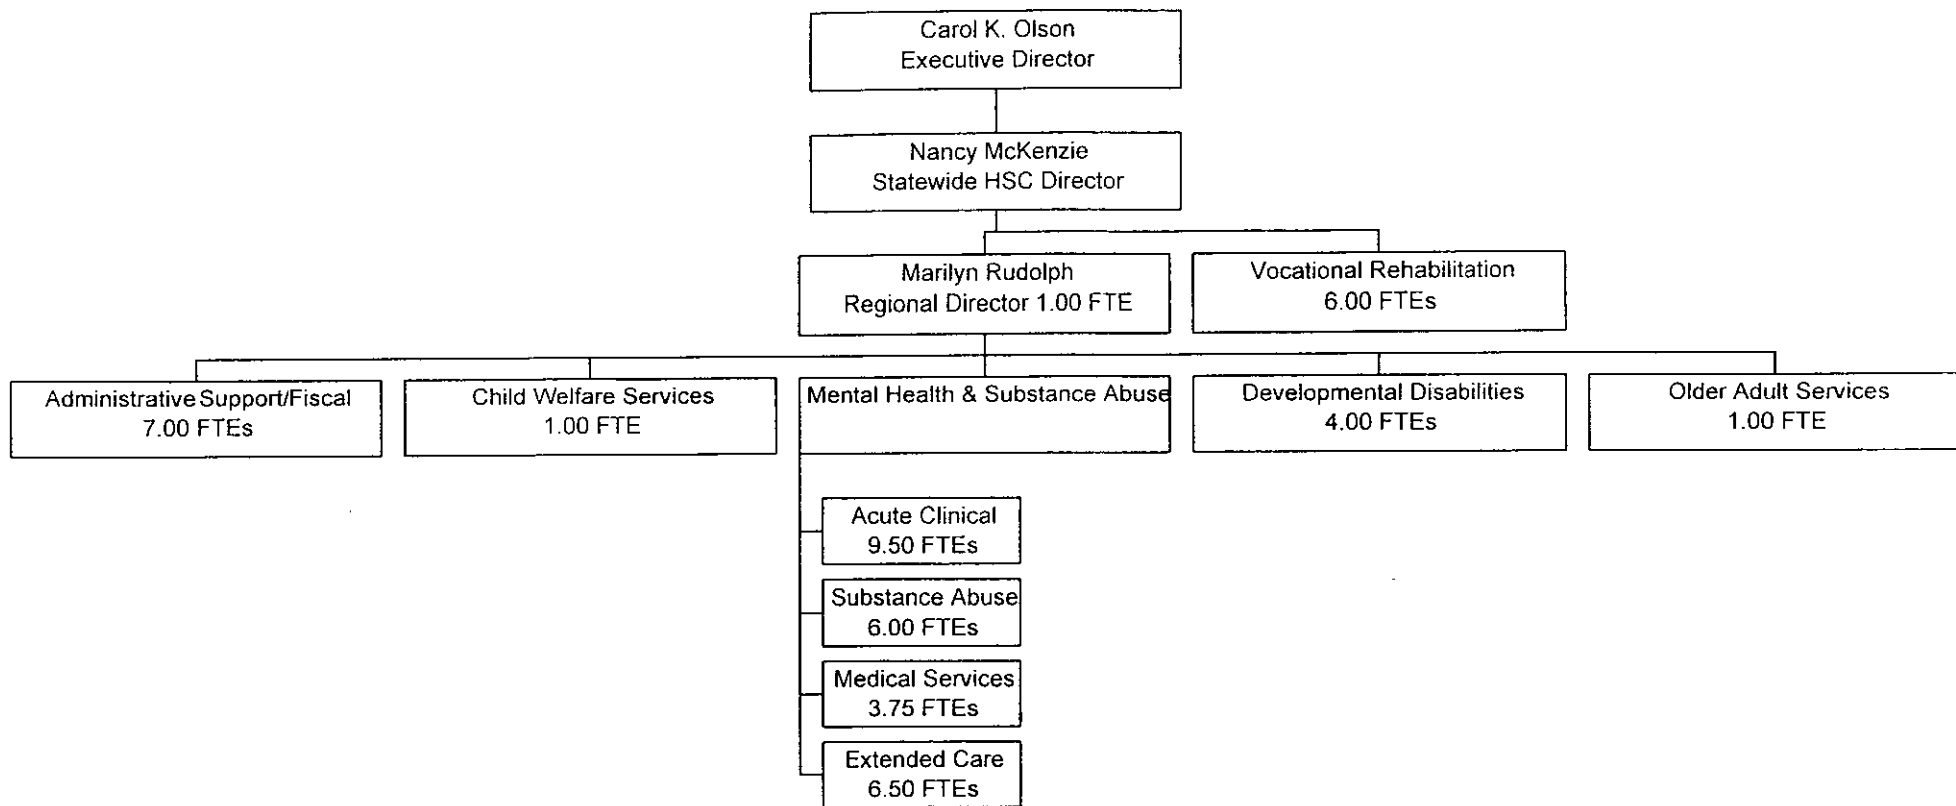 Carol K. Olson
Executive Director
Nancy McKenzie
Statewide HSC Director
Marilyn Rudolph
Regional Director 1.00 FTE
Vocational Rehabilitation
6.00 FTEs
Administrative Support/Fiscal
7.00 FTEs
Child Welfare Services
1.00 FTE
Mental Health & Substance Abuse
Developmental Disabilities
4.00 FTEs
Older Adult Services
1.00 FTE
Acute Clinical
9.50 FTEs
Substance Abuse
6.00 FTEs
Medical Services
3.75 FTEs
Extended Care
6.50 FTEs